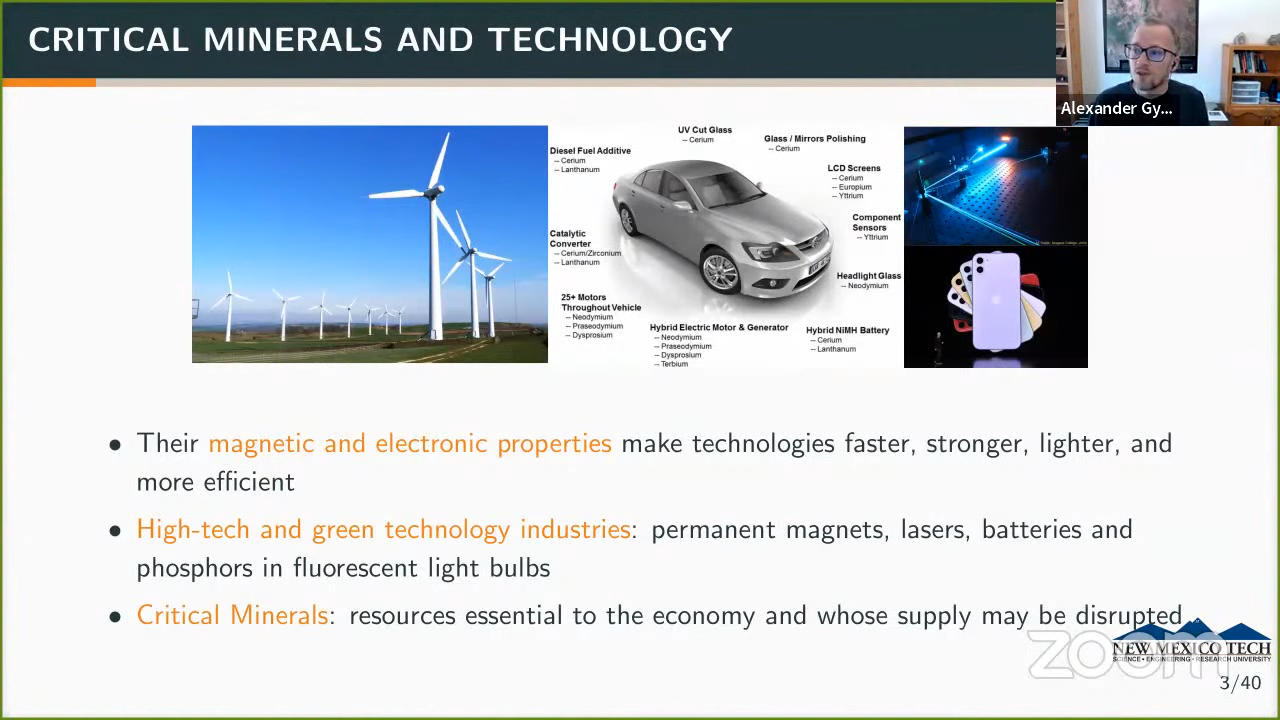 CRITICAL MINERALS AND TECHNOLOGY
Alexander Gy...
UV Cut Glass
-- Cerium
Glass / Mirrors Polishing
-- Cerium
Diesel Fuel Additive
-- Cerium
-- Lanthanum
LCD Screens
-- Cerium
-- Europium
-- Yttrium
Component
Sensors
-- Yttrium
Catalytic
Converter
-- Cerium/Zirconium
-- Lanthanum
Headlight Glass
-- Neodymium
25+ Motors
Throughout Vehicle
-- Neodymium
-- Praseodymium
-- Dysprosium
Hybrid Electric Motor & Generator
-- Neodymium
-- Praseodymium
-- Dysprosium
-- Terbium
Hybrid NiMH Battery
-- Cerium
-- Lanthanum
• Their magnetic and electronic properties make technologies faster, stronger, lighter, and
more efficient
• High-tech and green technology industries: permanent magnets, lasers, batteries and
phosphors in fluorescent light bulbs
• Critical Minerals: resources essential to the economy and whose supply may be disrupted
zoom
NEW MEXICO TECH
SCIENCE • ENGINEERING • RESEARCH UNIVERSITY
3/40